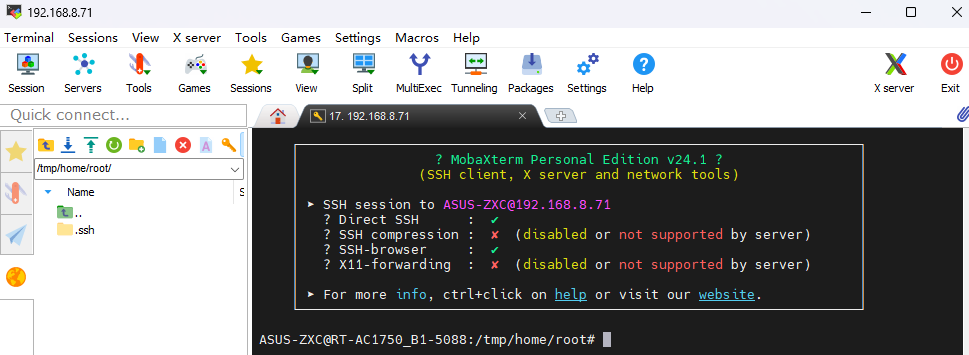 192.168.8.71
Terminal Sessions View X server Tools Games Settings Macros Help
Session Servers Tools Games Sessions View Split MultiExec Tunneling Packages Settings Help X server Exit
Quick connect...
17. 192.168.8.71
/tmp/home/root/
Name S
..
.ssh
? MobaXterm Personal Edition v24.1 ?
(SSH client, X server and network tools)
➤ SSH session to ASUS-ZXC@192.168.8.71
? Direct SSH : ✔
? SSH compression : ✘ (disabled or not supported by server)
? SSH-browser : ✔
? X11-forwarding : ✘ (disabled or not supported by server)
➤ For more info, ctrl+click on help or visit our website.
ASUS-ZXC@RT-AC1750_B1-5088:/tmp/home/root#